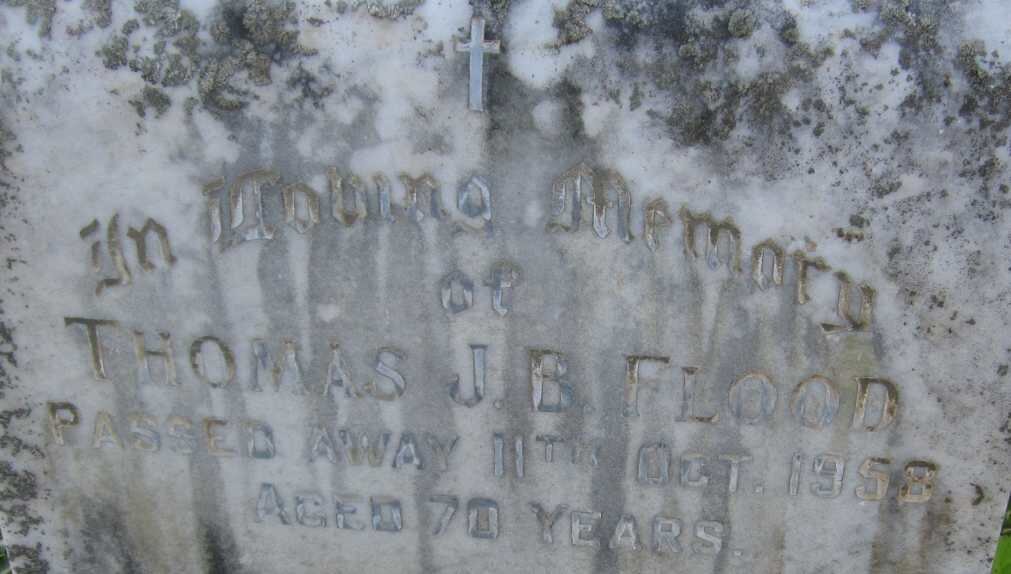 In Loving Memory
of
THOMAS J. B. FLOOD
PASSED AWAY 11TH OCT. 1958
AGED 70 YEARS.